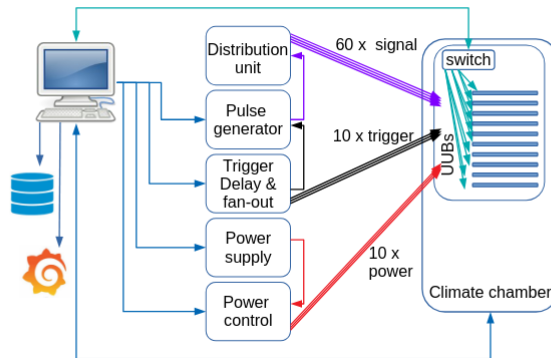 Distribution
unit
60 x signal
switch
Pulse
generator
10 x trigger
UUBs
Trigger
Delay &
fan-out
Power
supply
10 x
power
Power
control
Climate chamber